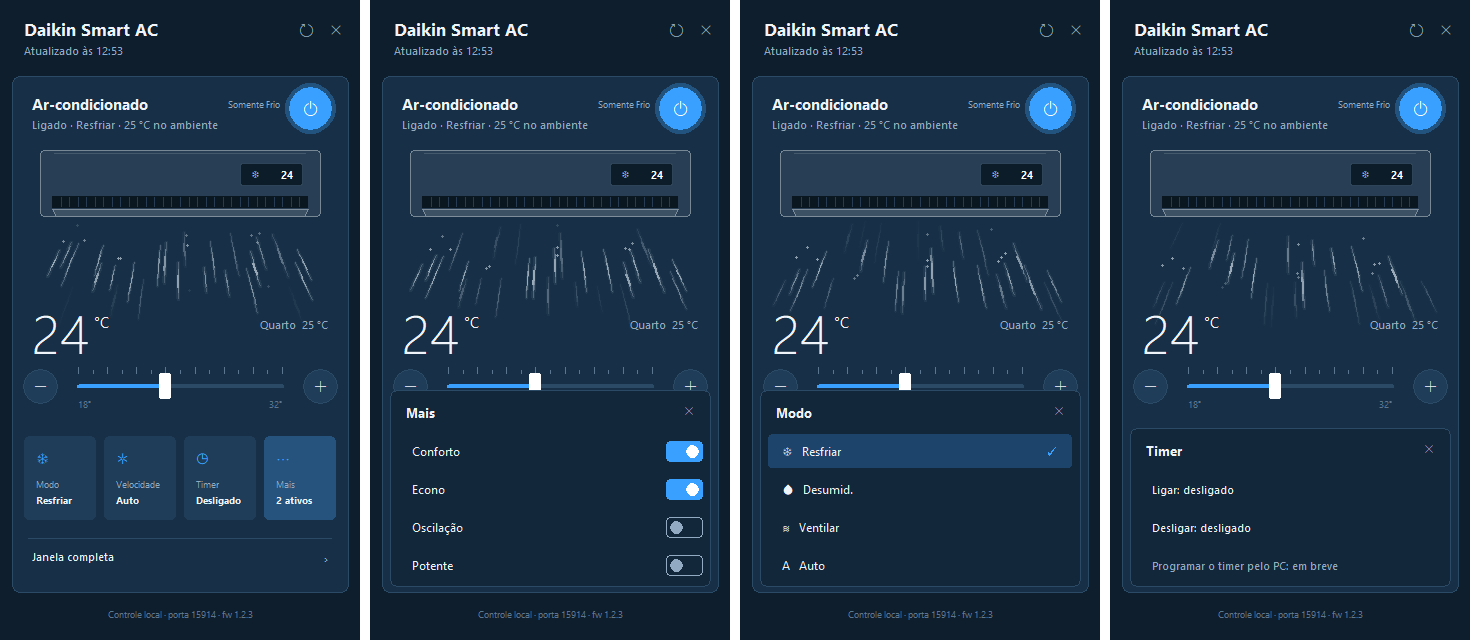 Daikin Smart AC
Atualizado às 12:53
Ar-condicionado
Somente Frio
Ligado · Resfriar · 25 °C no ambiente
24
24 °C
Quarto 25 °C
−
+
18°
32°
Modo
Resfriar
Velocidade
Auto
Timer
Desligado
···
Mais
2 ativos
Janela completa ›
Controle local · porta 15914 · fw 1.2.3
Daikin Smart AC
Atualizado às 12:53
Ar-condicionado
Somente Frio
Ligado · Resfriar · 25 °C no ambiente
24
24 °C
Quarto 25 °C
−
+
Mais
Conforto
Econo
Oscilação
Potente
Controle local · porta 15914 · fw 1.2.3
Daikin Smart AC
Atualizado às 12:53
Ar-condicionado
Somente Frio
Ligado · Resfriar · 25 °C no ambiente
24
24 °C
Quarto 25 °C
−
+
Modo
Resfriar ✓
Desumid.
≋ Ventilar
A Auto
Controle local · porta 15914 · fw 1.2.3
Daikin Smart AC
Atualizado às 12:53
Ar-condicionado
Somente Frio
Ligado · Resfriar · 25 °C no ambiente
24
24 °C
Quarto 25 °C
−
+
18°
32°
Timer
Ligar: desligado
Desligar: desligado
Programar o timer pelo PC: em breve
Controle local · porta 15914 · fw 1.2.3